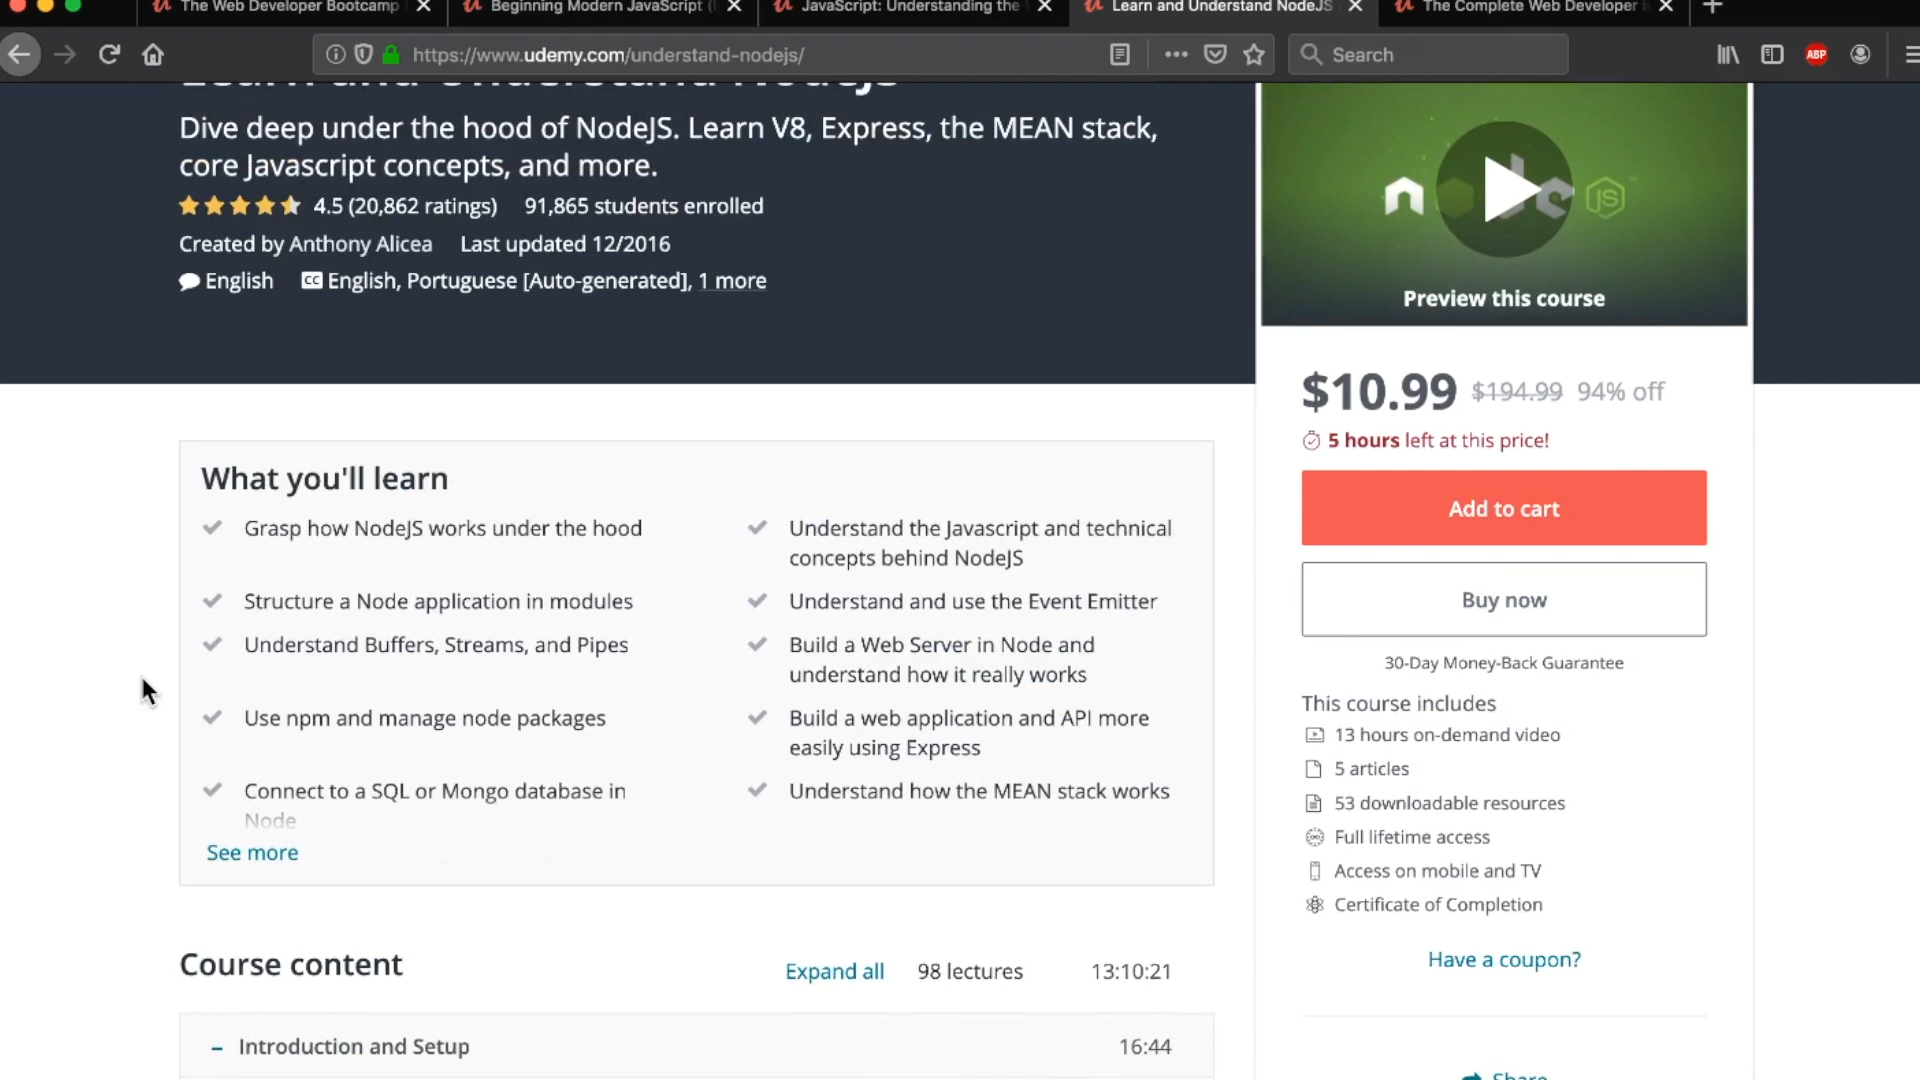 The Web Developer Bootcamp
Beginning Modern JavaScript (
JavaScript: Understanding the
Learn and Understand NodeJS
The Complete Web Developer i
https://www.udemy.com/understand-nodejs/
Search
ABP
Learn and Understand NodeJS
Dive deep under the hood of NodeJS. Learn V8, Express, the MEAN stack,
core Javascript concepts, and more.
4.5 (20,862 ratings) 91,865 students enrolled
Created by Anthony Alicea Last updated 12/2016
English CC English, Portuguese [Auto-generated], 1 more
node JS
Preview this course
$10.99 $194.99 94% off
5 hours left at this price!
Add to cart
Buy now
30-Day Money-Back Guarantee
This course includes
13 hours on-demand video
5 articles
53 downloadable resources
Full lifetime access
Access on mobile and TV
Certificate of Completion
Have a coupon?
Share
What you'll learn
Grasp how NodeJS works under the hood
Understand the Javascript and technical
concepts behind NodeJS
Structure a Node application in modules
Understand and use the Event Emitter
Understand Buffers, Streams, and Pipes
Build a Web Server in Node and
understand how it really works
Use npm and manage node packages
Build a web application and API more
easily using Express
Connect to a SQL or Mongo database in
Node
Understand how the MEAN stack works
See more
Course content
Expand all 98 lectures 13:10:21
Introduction and Setup 16:44